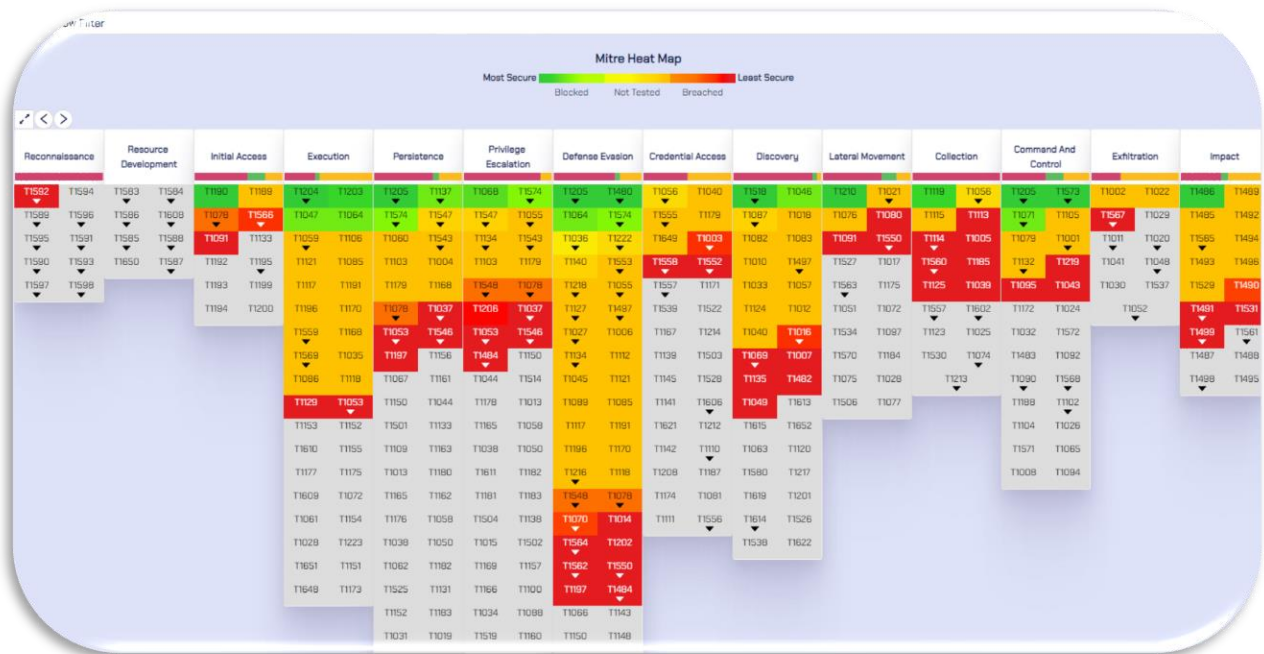 ow Filter
Mitre Heat Map
Most Secure Least Secure
Blocked Not Tested Breached
Reconnaissance Resource Development Initial Access Execution Persistence Privilege Escalation Defense Evasion Credential Access Discovery Lateral Movement Collection Command And Control Exfiltration Impact
T1592 T1594 T1583 T1584 T1190 T1189 T1204 T1203 T1205 T1137 T1068 T1574 T1205 T1480 T1056 T1040 T1518 T1046 T1210 T1021 T1119 T1056 T1205 T1573 T1002 T1022 T1486 T1489
T1589 T1596 T1586 T1608 T1078 T1566 T1047 T1064 T1574 T1547 T1547 T1055 T1064 T1574 T1555 T1179 T1087 T1018 T1076 T1080 T1115 T1113 T1071 T1105 T1567 T1029 T1485 T1492
T1595 T1591 T1585 T1588 T1091 T1133 T1059 T1106 T1060 T1543 T1134 T1543 T1036 T1222 T1649 T1003 T1082 T1083 T1091 T1550 T1114 T1005 T1079 T1001 T1011 T1020 T1565 T1494
T1590 T1593 T1650 T1587 T1192 T1195 T1121 T1085 T1103 T1004 T1103 T1179 T1140 T1553 T1558 T1552 T1010 T1497 T1527 T1017 T1560 T1185 T1132 T1219 T1041 T1048 T1493 T1496
T1597 T1598 T1193 T1199 T1117 T1191 T1179 T1168 T1548 T1078 T1218 T1055 T1557 T1171 T1033 T1057 T1563 T1175 T1125 T1039 T1095 T1043 T1030 T1537 T1529 T1490
T1194 T1200 T1196 T1170 T1078 T1037 T1206 T1037 T1127 T1497 T1539 T1522 T1124 T1012 T1051 T1072 T1557 T1602 T1172 T1024 T1052 T1491 T1531
T1559 T1168 T1053 T1546 T1053 T1546 T1027 T1006 T1167 T1214 T1040 T1016 T1534 T1097 T1123 T1025 T1032 T1572 T1499 T1561
T1569 T1035 T1197 T1156 T1484 T1150 T1134 T1112 T1139 T1503 T1069 T1007 T1570 T1184 T1530 T1074 T1483 T1092 T1487 T1488
T1086 T1118 T1067 T1161 T1044 T1514 T1045 T1121 T1145 T1528 T1135 T1482 T1075 T1028 T1213 T1090 T1568 T1498 T1495
T1129 T1053 T1150 T1044 T1178 T1013 T1099 T1085 T1141 T1606 T1049 T1613 T1506 T1077 T1188 T1102
T1153 T1152 T1501 T1133 T1165 T1058 T1117 T1191 T1621 T1212 T1615 T1652 T1104 T1026
T1610 T1155 T1109 T1163 T1038 T1050 T1196 T1170 T1142 T1110 T1063 T1120 T1571 T1065
T1177 T1175 T1013 T1180 T1611 T1182 T1216 T1118 T1208 T1187 T1580 T1217 T1008 T1094
T1609 T1072 T1165 T1162 T1181 T1183 T1548 T1078 T1174 T1081 T1619 T1201
T1061 T1154 T1176 T1058 T1504 T1138 T1070 T1014 T1111 T1556 T1614 T1526
T1028 T1223 T1038 T1050 T1015 T1502 T1564 T1202 T1538 T1622
T1651 T1151 T1062 T1182 T1169 T1157 T1562 T1550
T1648 T1173 T1525 T1131 T1166 T1100 T1197 T1484
T1152 T1183 T1034 T1088 T1066 T1143
T1031 T1019 T1519 T1160 T1150 T1148